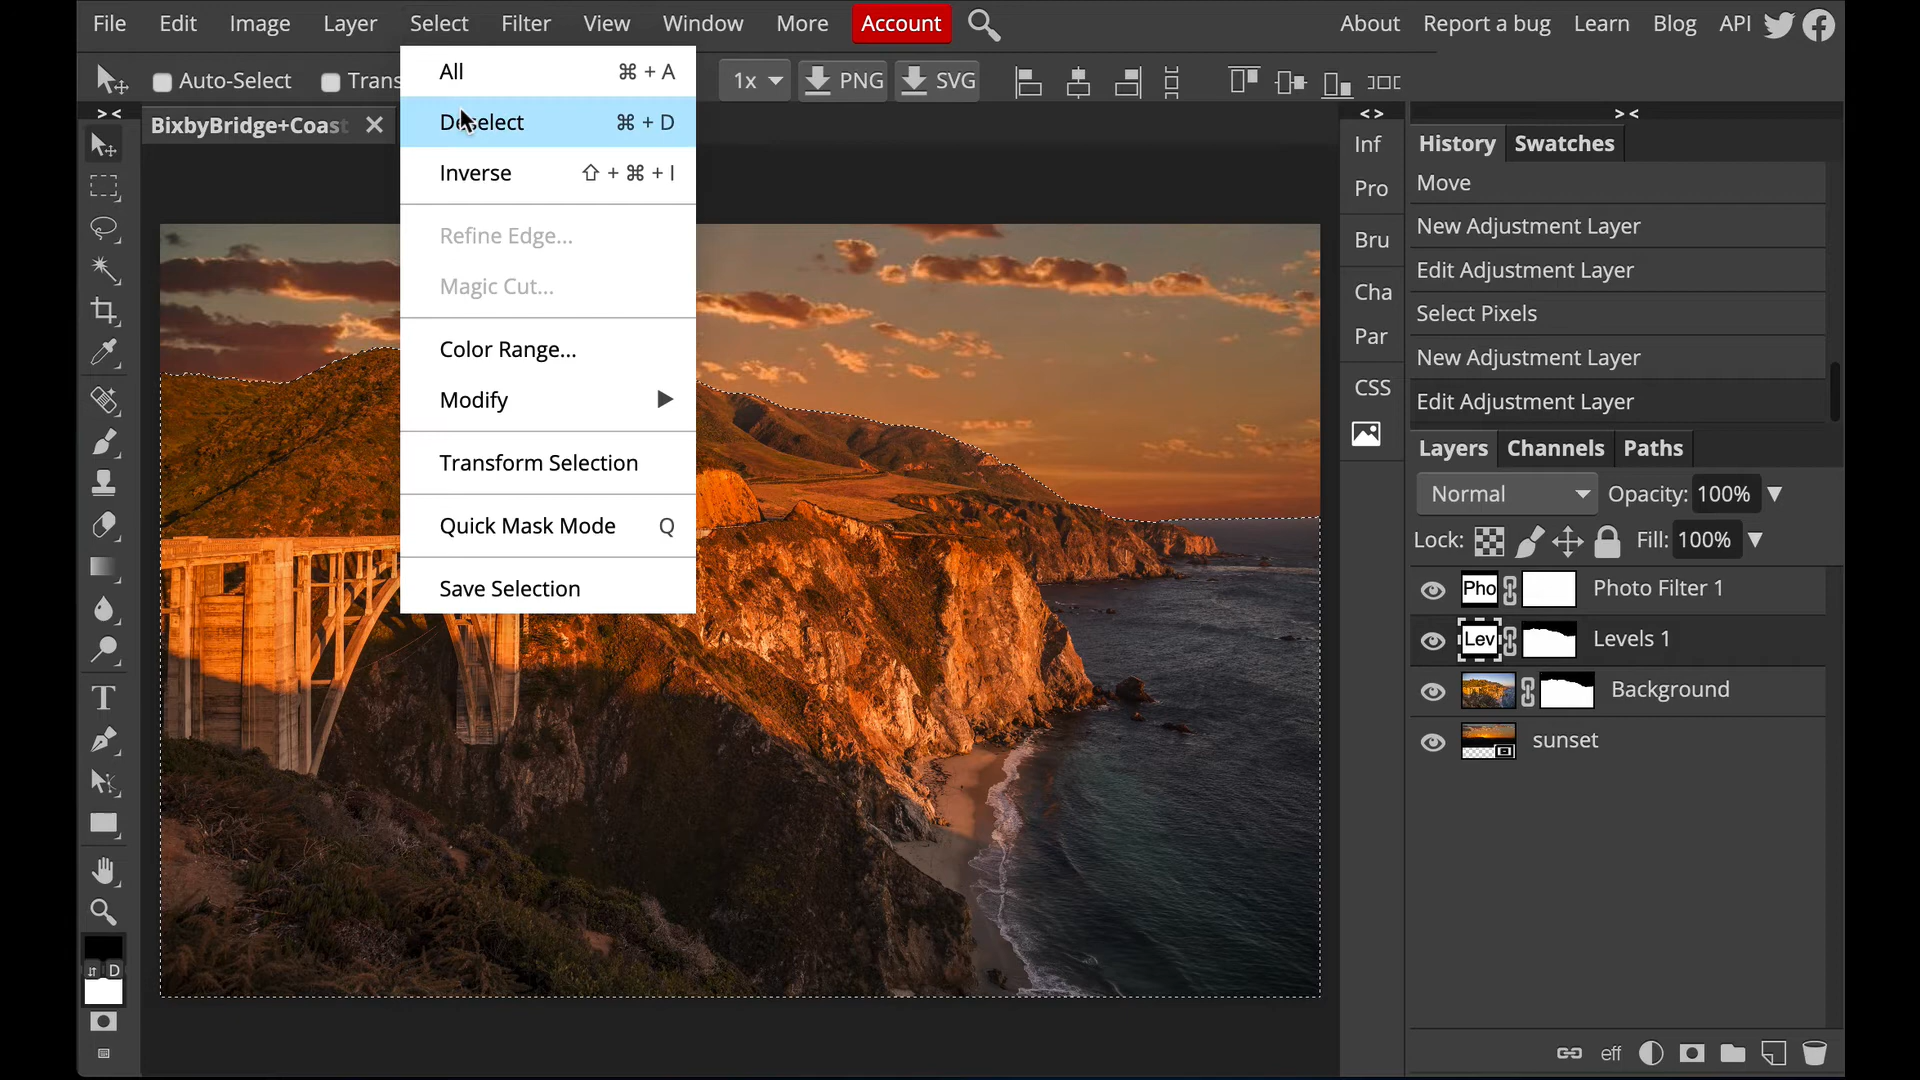 File Edit Image Layer Select Filter View Window More Account About Report a bug Learn Blog API
Auto-Select Trans 1x PNG SVG
BixbyBridge+Coast
All ⌘ + A
Deselect ⌘ + D
Inverse ⇧ + ⌘ + I
Refine Edge...
Magic Cut...
Color Range...
Modify
Transform Selection
Quick Mask Mode Q
Save Selection
T
D
Inf
Pro
Bru
Cha
Par
CSS
History Swatches
Move
New Adjustment Layer
Edit Adjustment Layer
Select Pixels
New Adjustment Layer
Edit Adjustment Layer
Layers Channels Paths
Normal Opacity: 100%
Lock: Fill: 100%
Pho Photo Filter 1
Lev Levels 1
Background
sunset
eff